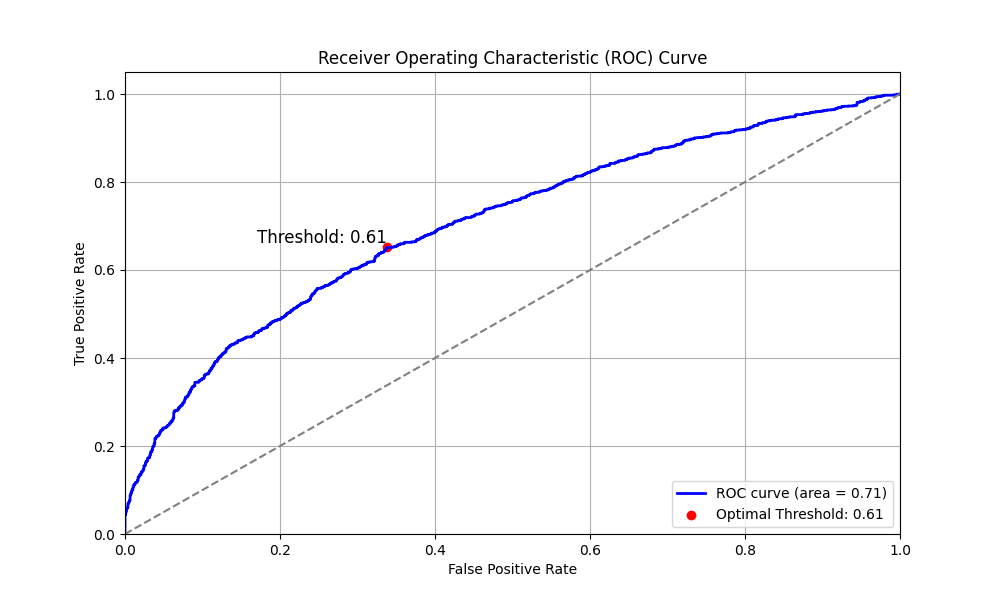 Receiver Operating Characteristic (ROC) Curve
True Positive Rate
1.0
0.8
0.6
0.4
0.2
0.0
Threshold: 0.61
ROC curve (area = 0.71)
Optimal Threshold: 0.61
0.0 0.2 0.4 0.6 0.8 1.0
False Positive Rate